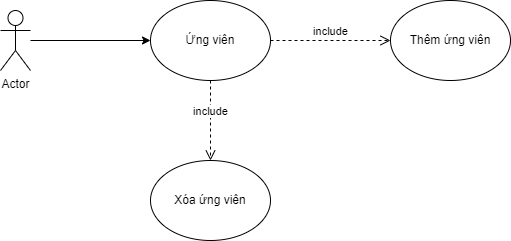 Ứng viên
include
Thêm ứng viên
Actor
include
Xóa ứng viên